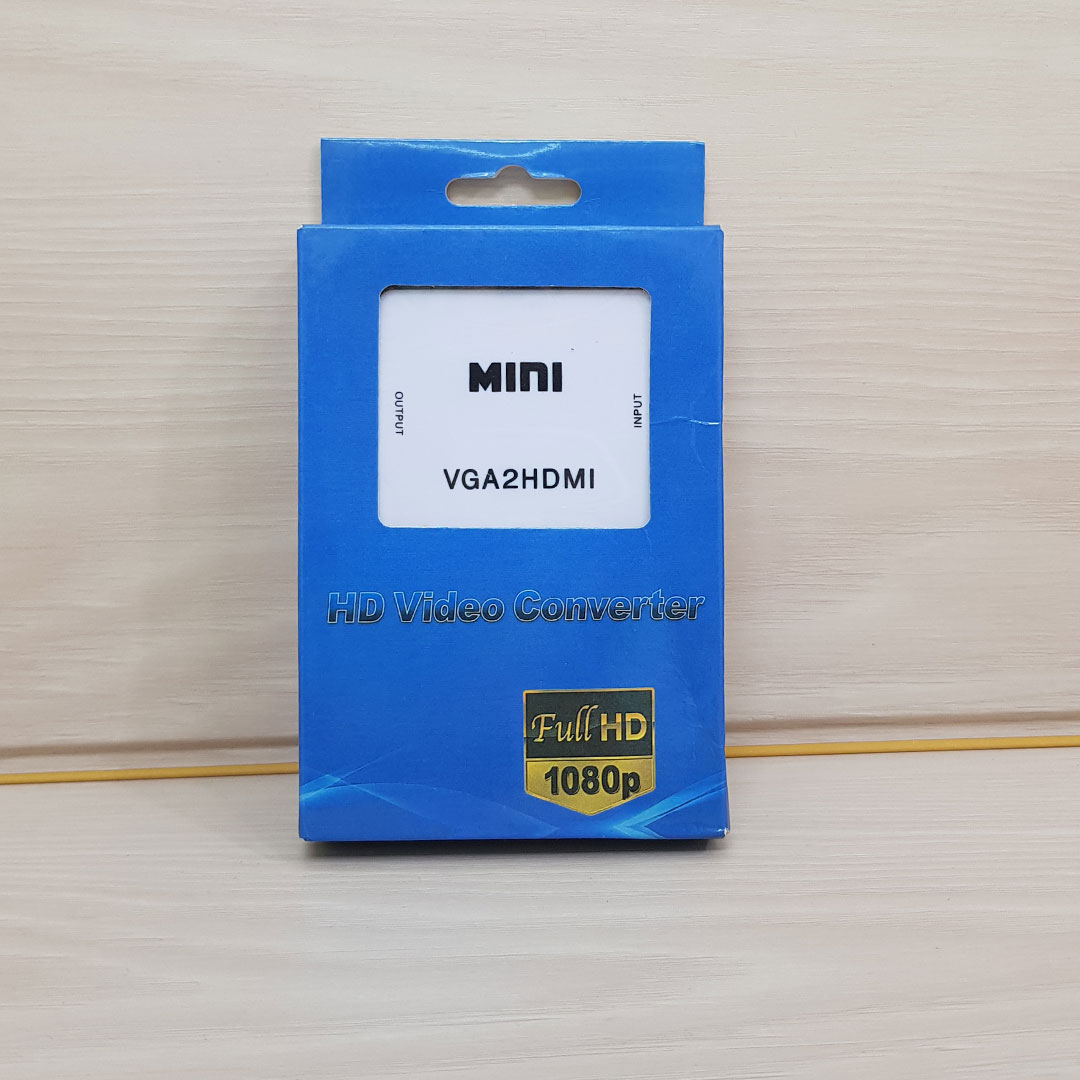 MINI
OUTPUT
INPUT
VGA2HDMI
HD Video Converter
Full HD
1080p